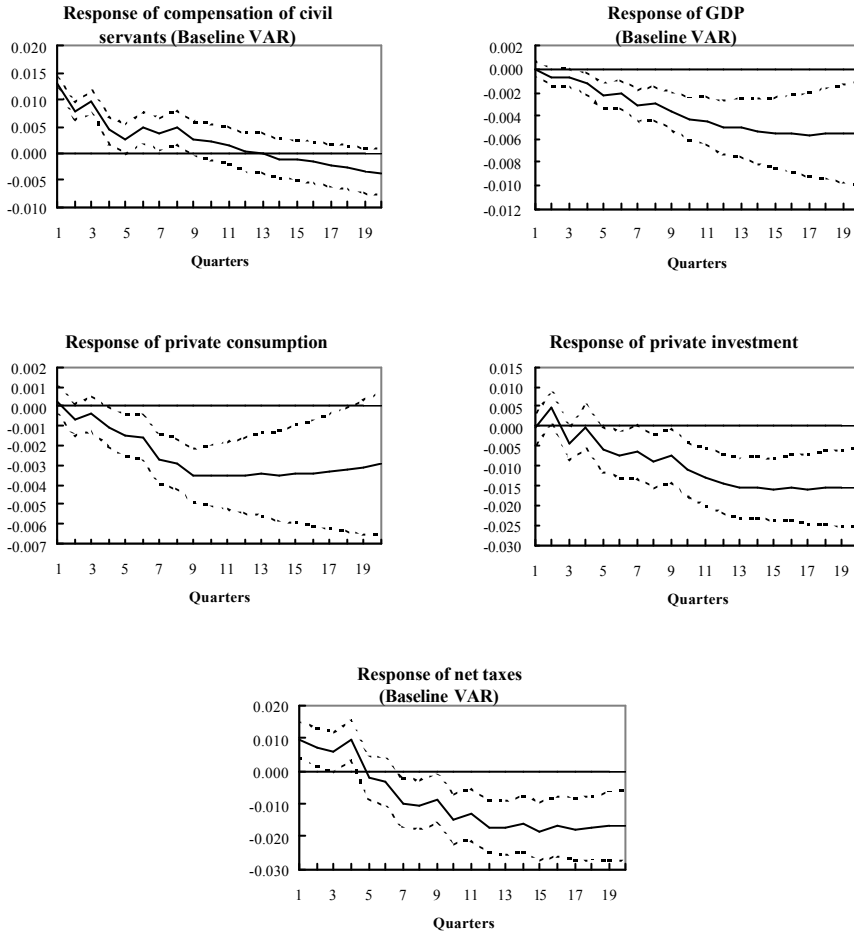 Response of compensation of civil
servants (Baseline VAR)
0.020
0.015
0.010
0.005
0.000
-0.005
-0.010
1 3 5 7 9 11 13 15 17 19
Quarters
Response of GDP
(Baseline VAR)
0.002
0.000
-0.002
-0.004
-0.006
-0.008
-0.010
-0.012
1 3 5 7 9 11 13 15 17 19
Quarters
Response of private consumption
0.002
0.001
0.000
-0.001
-0.002
-0.003
-0.004
-0.005
-0.006
-0.007
1 3 5 7 9 11 13 15 17 19
Quarters
Response of private investment
0.015
0.010
0.005
0.000
-0.005
-0.010
-0.015
-0.020
-0.025
-0.030
1 3 5 7 9 11 13 15 17 19
Quarters
Response of net taxes
(Baseline VAR)
0.020
0.010
0.000
-0.010
-0.020
-0.030
1 3 5 7 9 11 13 15 17 19
Quarters